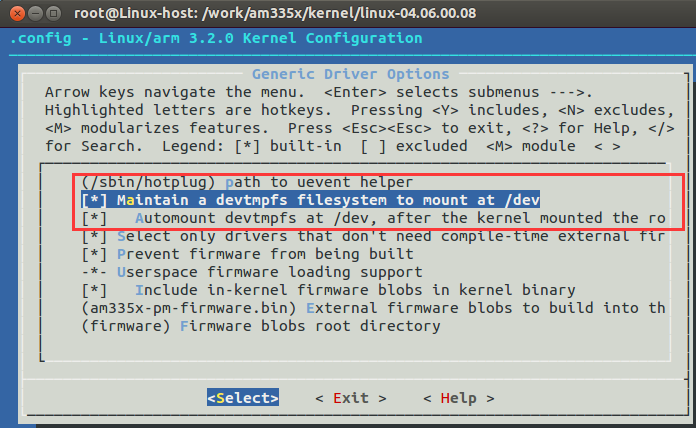 root@Linux-host: /work/am335x/kernel/linux-04.06.00.08
.config - Linux/arm 3.2.0 Kernel Configuration
Generic Driver Options
Arrow keys navigate the menu. <Enter> selects submenus --->.
Highlighted letters are hotkeys. Pressing <Y> includes, <N> excludes,
<M> modularizes features. Press <Esc><Esc> to exit, <?> for Help, </>
for Search. Legend: [*] built-in [ ] excluded <M> module < >
(/sbin/hotplug) path to uevent helper
[*] Maintain a devtmpfs filesystem to mount at /dev
[*] Automount devtmpfs at /dev, after the kernel mounted the ro
[*] Select only drivers that don't need compile-time external fir
[*] Prevent firmware from being built
-*- Userspace firmware loading support
[*] Include in-kernel firmware blobs in kernel binary
(am335x-pm-firmware.bin) External firmware blobs to build into th
(firmware) Firmware blobs root directory
<Select> < Exit > < Help >